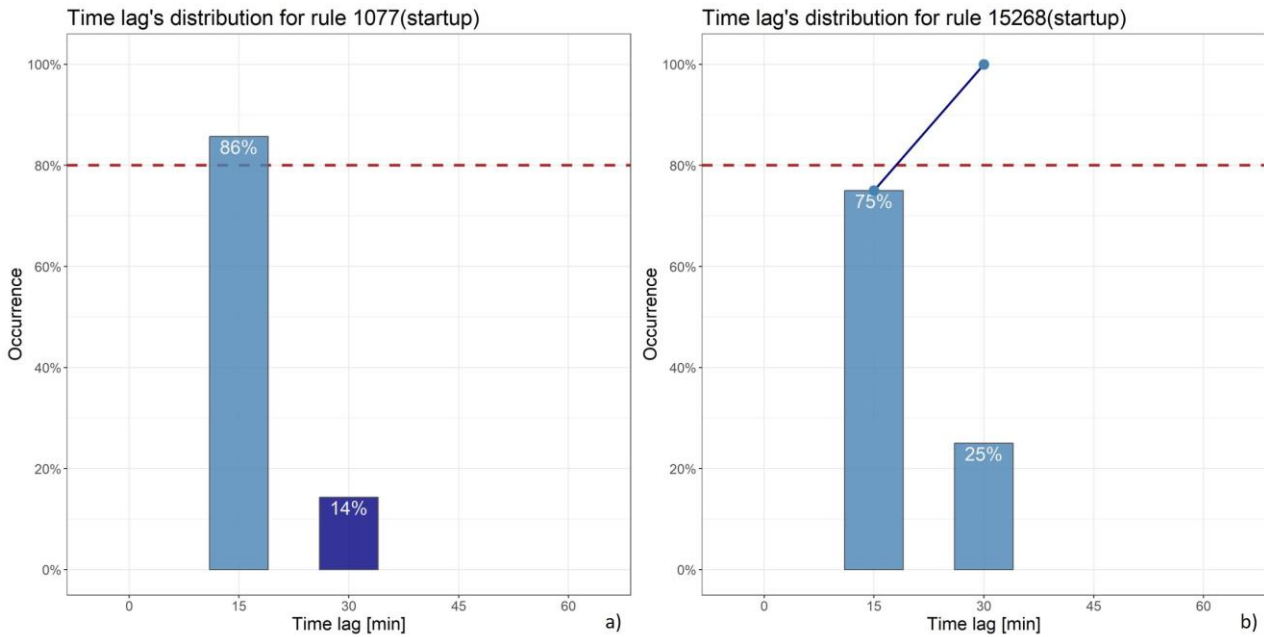 Time lag's distribution for rule 1077(startup)
100%
80%
60%
40%
20%
0%
Occurrence
86%
14%
0 15 30 45 60
Time lag [min]
a)
Time lag's distribution for rule 15268(startup)
100%
80%
60%
40%
20%
0%
Occurrence
75%
25%
0 15 30 45 60
Time lag [min]
b)